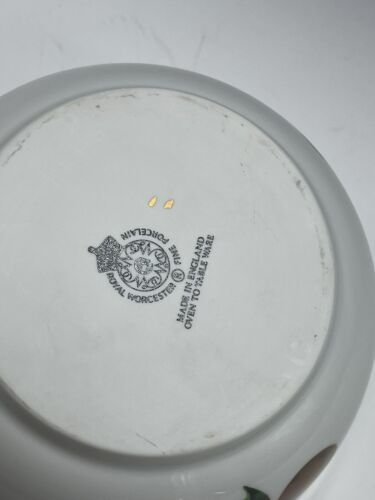 FINE PORCELAIN
ROYAL WORCESTER ®
MADE IN ENGLAND
OVEN TO TABLE WARE